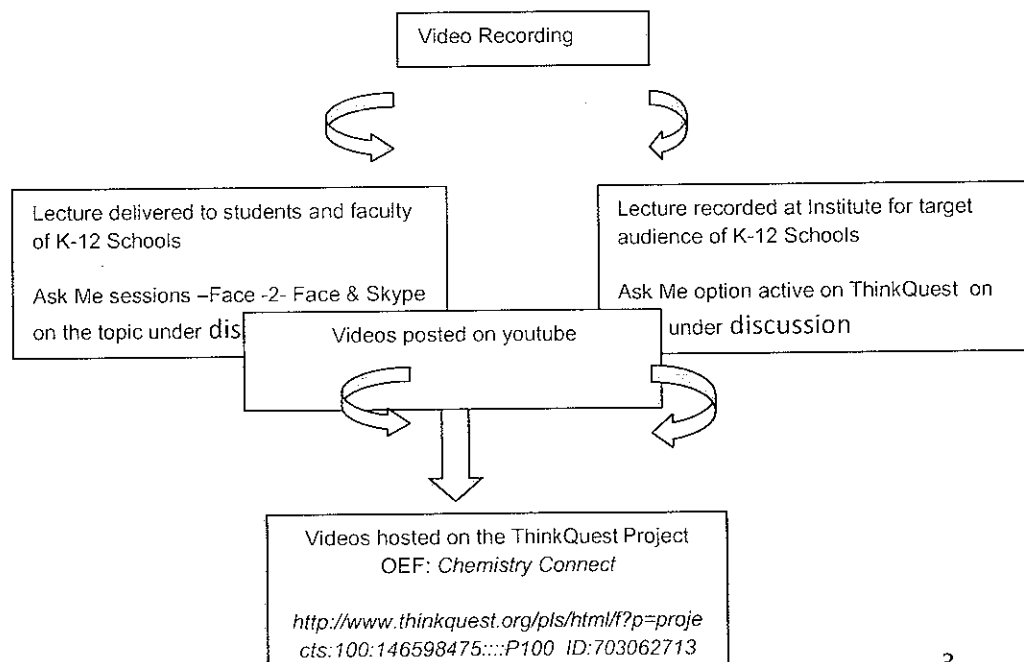 Video Recording
Lecture delivered to students and faculty
of K-12 Schools
Ask Me sessions –Face -2- Face & Skype
on the topic under dis
Lecture recorded at Institute for target
audience of K-12 Schools
Ask Me option active on ThinkQuest on
under discussion
Videos posted on youtube
Videos hosted on the ThinkQuest Project
OEF: Chemistry Connect
http://www.thinkquest.org/pls/html/f?p=proje
cts:100:146598475::::P100_ID:703062713